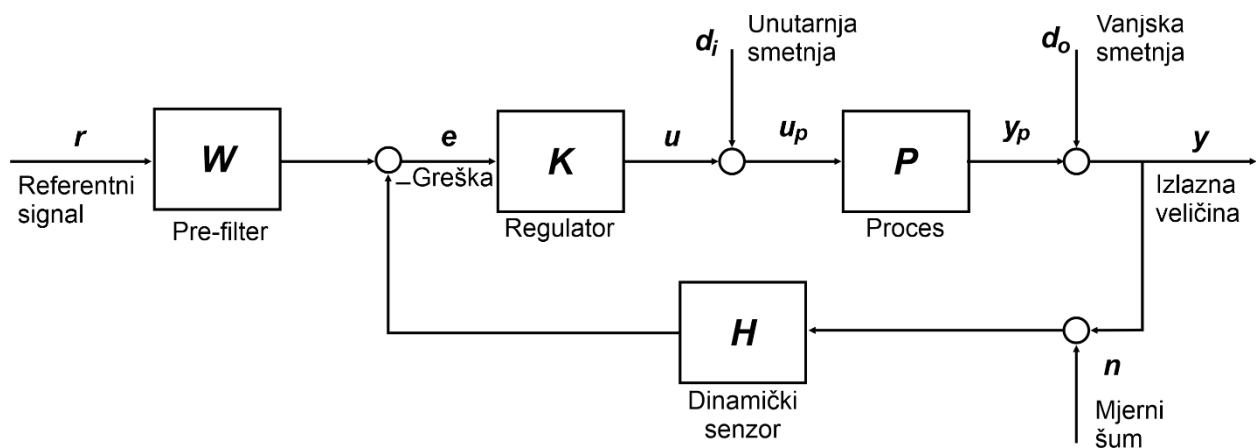 Unutarnja
smetnja
d_i
Vanjska
smetnja
d_o
r
W
e
K
u
u_p
P
y_p
y
Referentni
signal
Pre-filter
–Greška
Regulator
Proces
Izlazna
veličina
H
Dinamički
senzor
n
Mjerni
šum